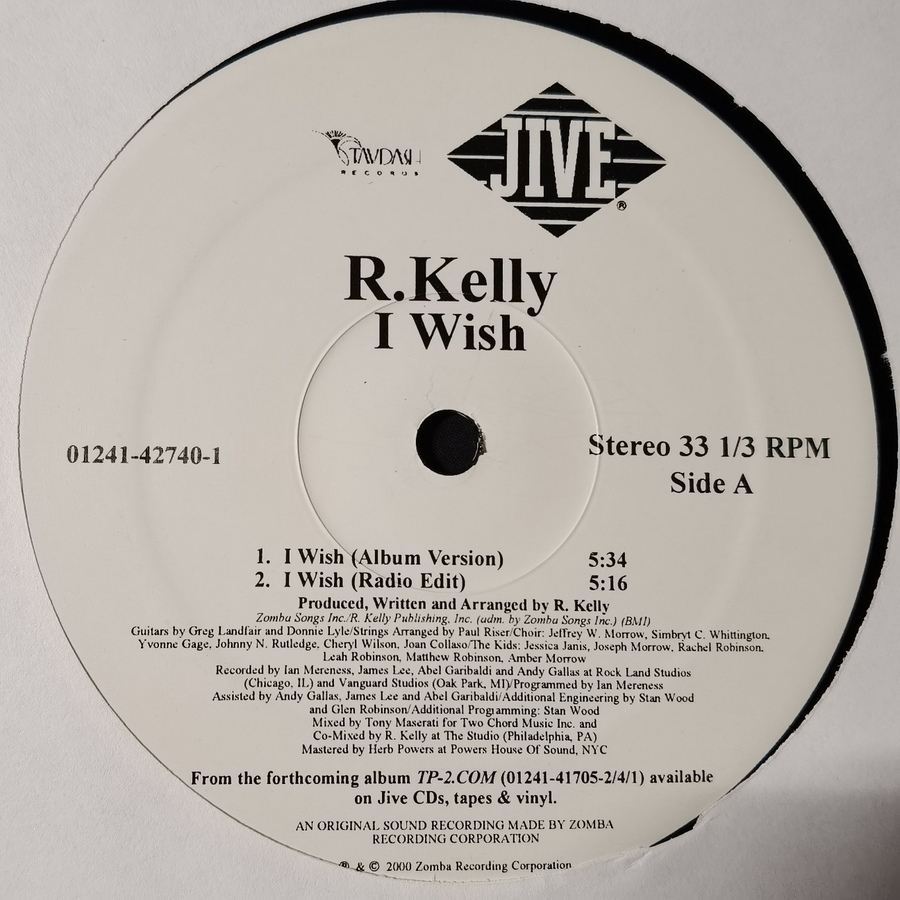 STAVDASH
RECORDS
JIVE
®
R.Kelly
I Wish
01241-42740-1
Stereo 33 1/3 RPM
Side A
1. I Wish (Album Version) 5:34
2. I Wish (Radio Edit) 5:16
Produced, Written and Arranged by R. Kelly
Zomba Songs Inc./R. Kelly Publishing, Inc. (adm. by Zomba Songs Inc.) (BMI)
Guitars by Greg Landfair and Donnie Lyle/Strings Arranged by Paul Riser/Choir: Jeffrey W. Morrow, Simbryt C. Whittington,
Yvonne Gage, Johnny N. Rutledge, Cheryl Wilson, Joan Collaso/The Kids: Jessica Janis, Joseph Morrow, Rachel Robinson,
Leah Robinson, Matthew Robinson, Amber Morrow
Recorded by Ian Mereness, James Lee, Abel Garibaldi and Andy Gallas at Rock Land Studios
(Chicago, IL) and Vanguard Studios (Oak Park, MI)/Programmed by Ian Mereness
Assisted by Andy Gallas, James Lee and Abel Garibaldi/Additional Engineering by Stan Wood
and Glen Robinson/Additional Programming: Stan Wood
Mixed by Tony Maserati for Two Chord Music Inc. and
Co-Mixed by R. Kelly at The Studio (Philadelphia, PA)
Mastered by Herb Powers at Powers House Of Sound, NYC
From the forthcoming album TP-2.COM (01241-41705-2/4/1) available
on Jive CDs, tapes & vinyl.
AN ORIGINAL SOUND RECORDING MADE BY ZOMBA
RECORDING CORPORATION
℗ & © 2000 Zomba Recording Corporation